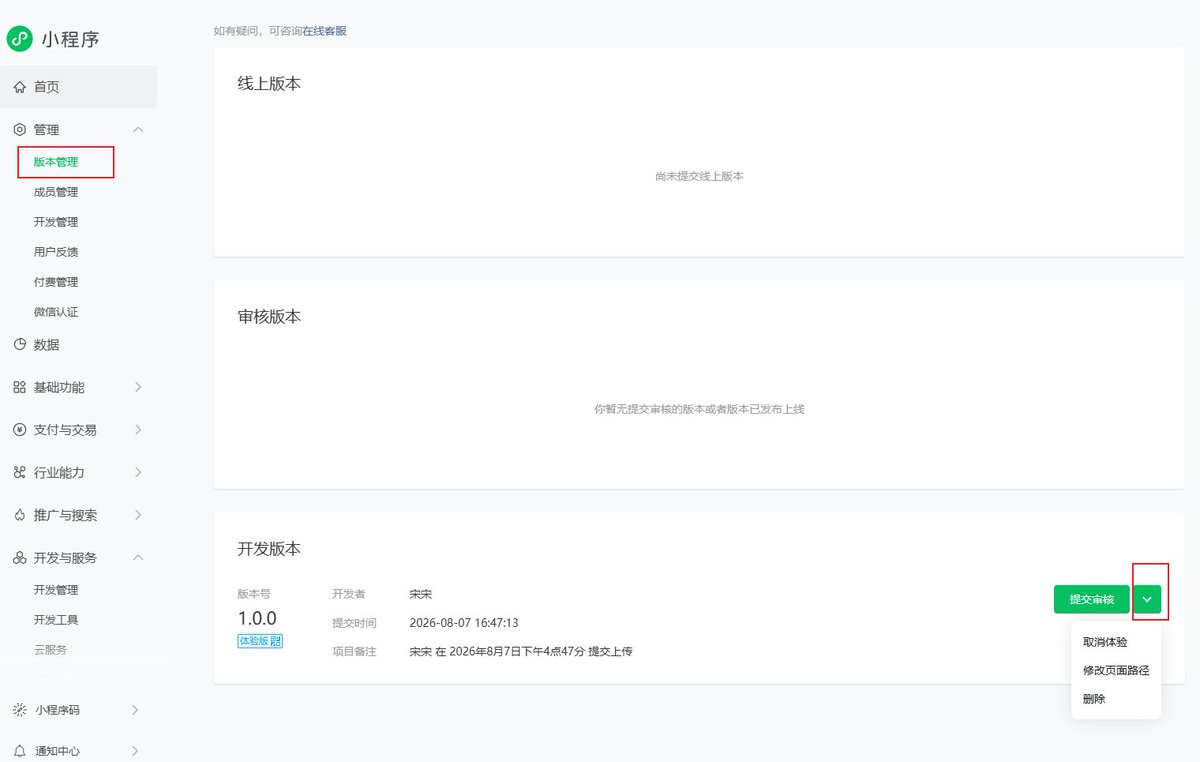 小程序
首页
管理
版本管理
成员管理
开发管理
用户反馈
付费管理
微信认证
数据
基础功能
支付与交易
行业能力
推广与搜索
开发与服务
开发管理
开发工具
云服务
小程序码
通知中心
如有疑问，可咨询在线客服
线上版本
尚未提交线上版本
审核版本
你暂无提交审核的版本或者版本已发布上线
开发版本
版本号
1.0.0
体验版
开发者 宋宋
提交时间 2026-08-07 16:47:13
项目备注 宋宋 在 2026年8月7日下午4点47分 提交上传
提交审核
取消体验
修改页面路径
删除